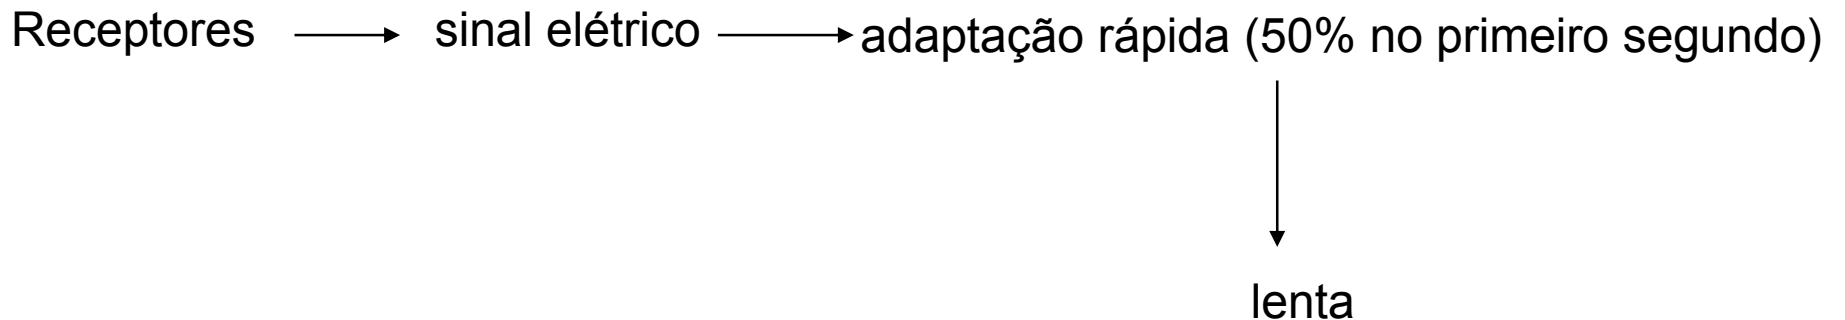 Receptores sinal elétrico adaptação rápida (50% no primeiro segundo)
lenta